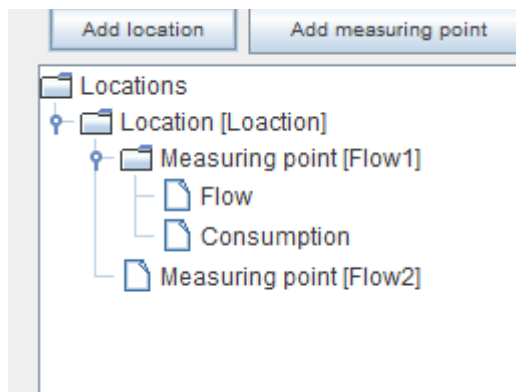 Add location
Add measuring point
Locations
Location [Loaction]
Measuring point [Flow1]
Flow
Consumption
Measuring point [Flow2]